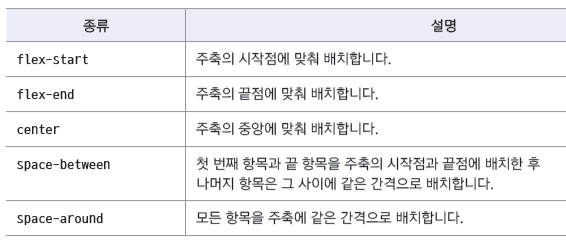 종류 설명
flex-start 주축의 시작점에 맞춰 배치합니다.
flex-end 주축의 끝점에 맞춰 배치합니다.
center 주축의 중앙에 맞춰 배치합니다.
space-between 첫 번째 항목과 끝 항목을 주축의 시작점과 끝점에 배치한 후
나머지 항목은 그 사이에 같은 간격으로 배치합니다.
space-around 모든 항목을 주축에 같은 간격으로 배치합니다.